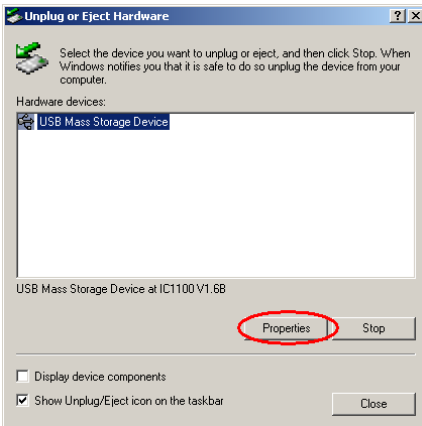 Unplug or Eject Hardware
Select the device you want to unplug or eject, and then click Stop. When
Windows notifies you that it is safe to do so unplug the device from your
computer.
Hardware devices:
USB Mass Storage Device
USB Mass Storage Device at IC1100 V1.6B
Properties Stop
Display device components
Show Unplug/Eject icon on the taskbar
Close